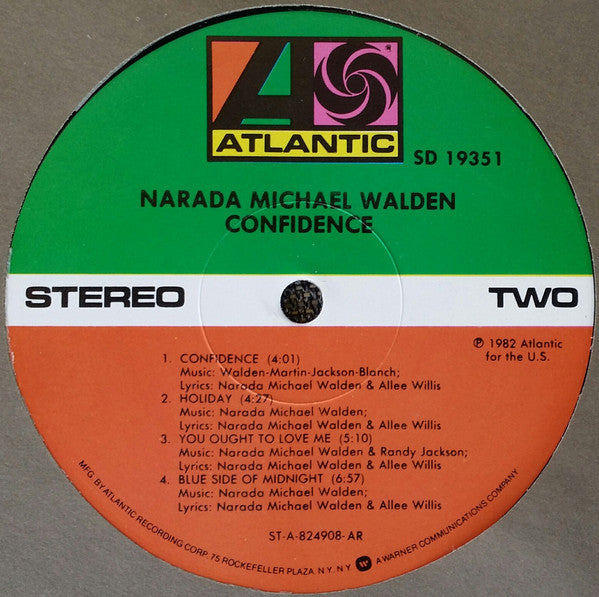 ATLANTIC
SD 19351
NARADA MICHAEL WALDEN
CONFIDENCE
STEREO
TWO
℗ 1982 Atlantic
for the U.S.
1. CONFIDENCE (4:01)
Music: Walden-Martin-Jackson-Blanch;
Lyrics: Narada Michael Walden & Allee Willis
2. HOLIDAY (4:27)
Music: Narada Michael Walden;
Lyrics: Narada Michael Walden & Allee Willis
3. YOU OUGHT TO LOVE ME (5:10)
Music: Narada Michael Walden & Randy Jackson;
Lyrics: Narada Michael Walden & Allee Willis
4. BLUE SIDE OF MIDNIGHT (6:57)
Music: Narada Michael Walden;
Lyrics: Narada Michael Walden & Allee Willis
ST-A-824908-AR
MFG. BY ATLANTIC RECORDING CORP. 75 ROCKEFELLER PLAZA, N.Y. N.Y. A WARNER COMMUNICATIONS COMPANY